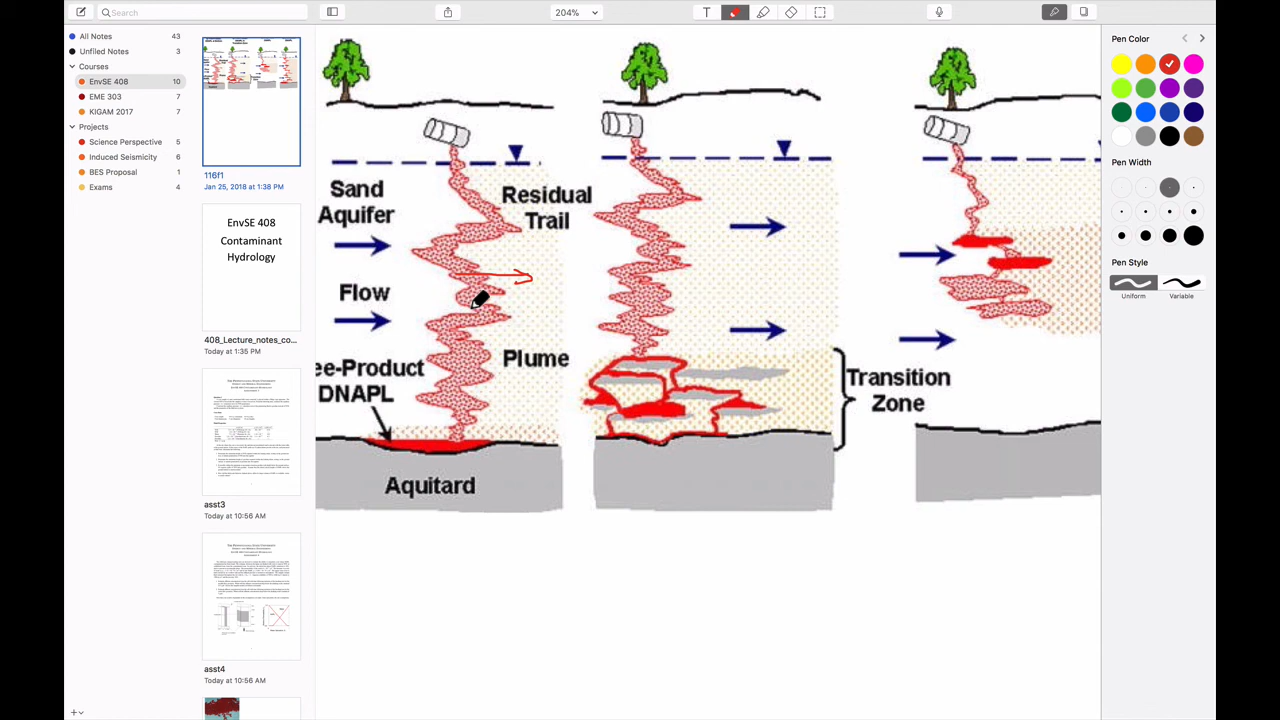 Search
204%
T
All Notes 43
Unfiled Notes 3
Courses
EnvSE 408 10
EME 303 7
KIGAM 2017 7
Projects
Science Perspective 5
Induced Seismicity 6
BES Proposal 1
Exams 4
116f1
Jan 25, 2018 at 1:38 PM
EnvSE 408
Contaminant
Hydrology
408_Lecture_notes_co...
Today at 1:35 PM
asst3
Today at 10:56 AM
asst4
Today at 10:56 AM
Sand
Aquifer
Flow
ee-Product
DNAPL
Residual
Trail
Plume
Aquitard
Transition
Zone
Pen Color
Pen Width
Pen Style
Uniform
Variable